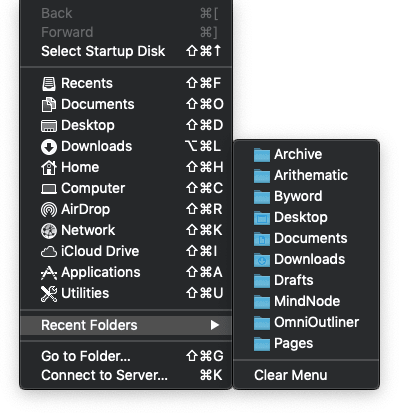 Back ⌘[
Forward ⌘]
Select Startup Disk ⇧⌘↑
Recents ⇧⌘F
Documents ⇧⌘O
Desktop ⇧⌘D
Downloads ⌥⌘L
Home ⇧⌘H
Computer ⇧⌘C
AirDrop ⇧⌘R
Network ⇧⌘K
iCloud Drive ⇧⌘I
Applications ⇧⌘A
Utilities ⇧⌘U
Recent Folders ▶
Go to Folder... ⇧⌘G
Connect to Server... ⌘K
Archive
Arithematic
Byword
Desktop
Documents
Downloads
Drafts
MindNode
OmniOutliner
Pages
Clear Menu